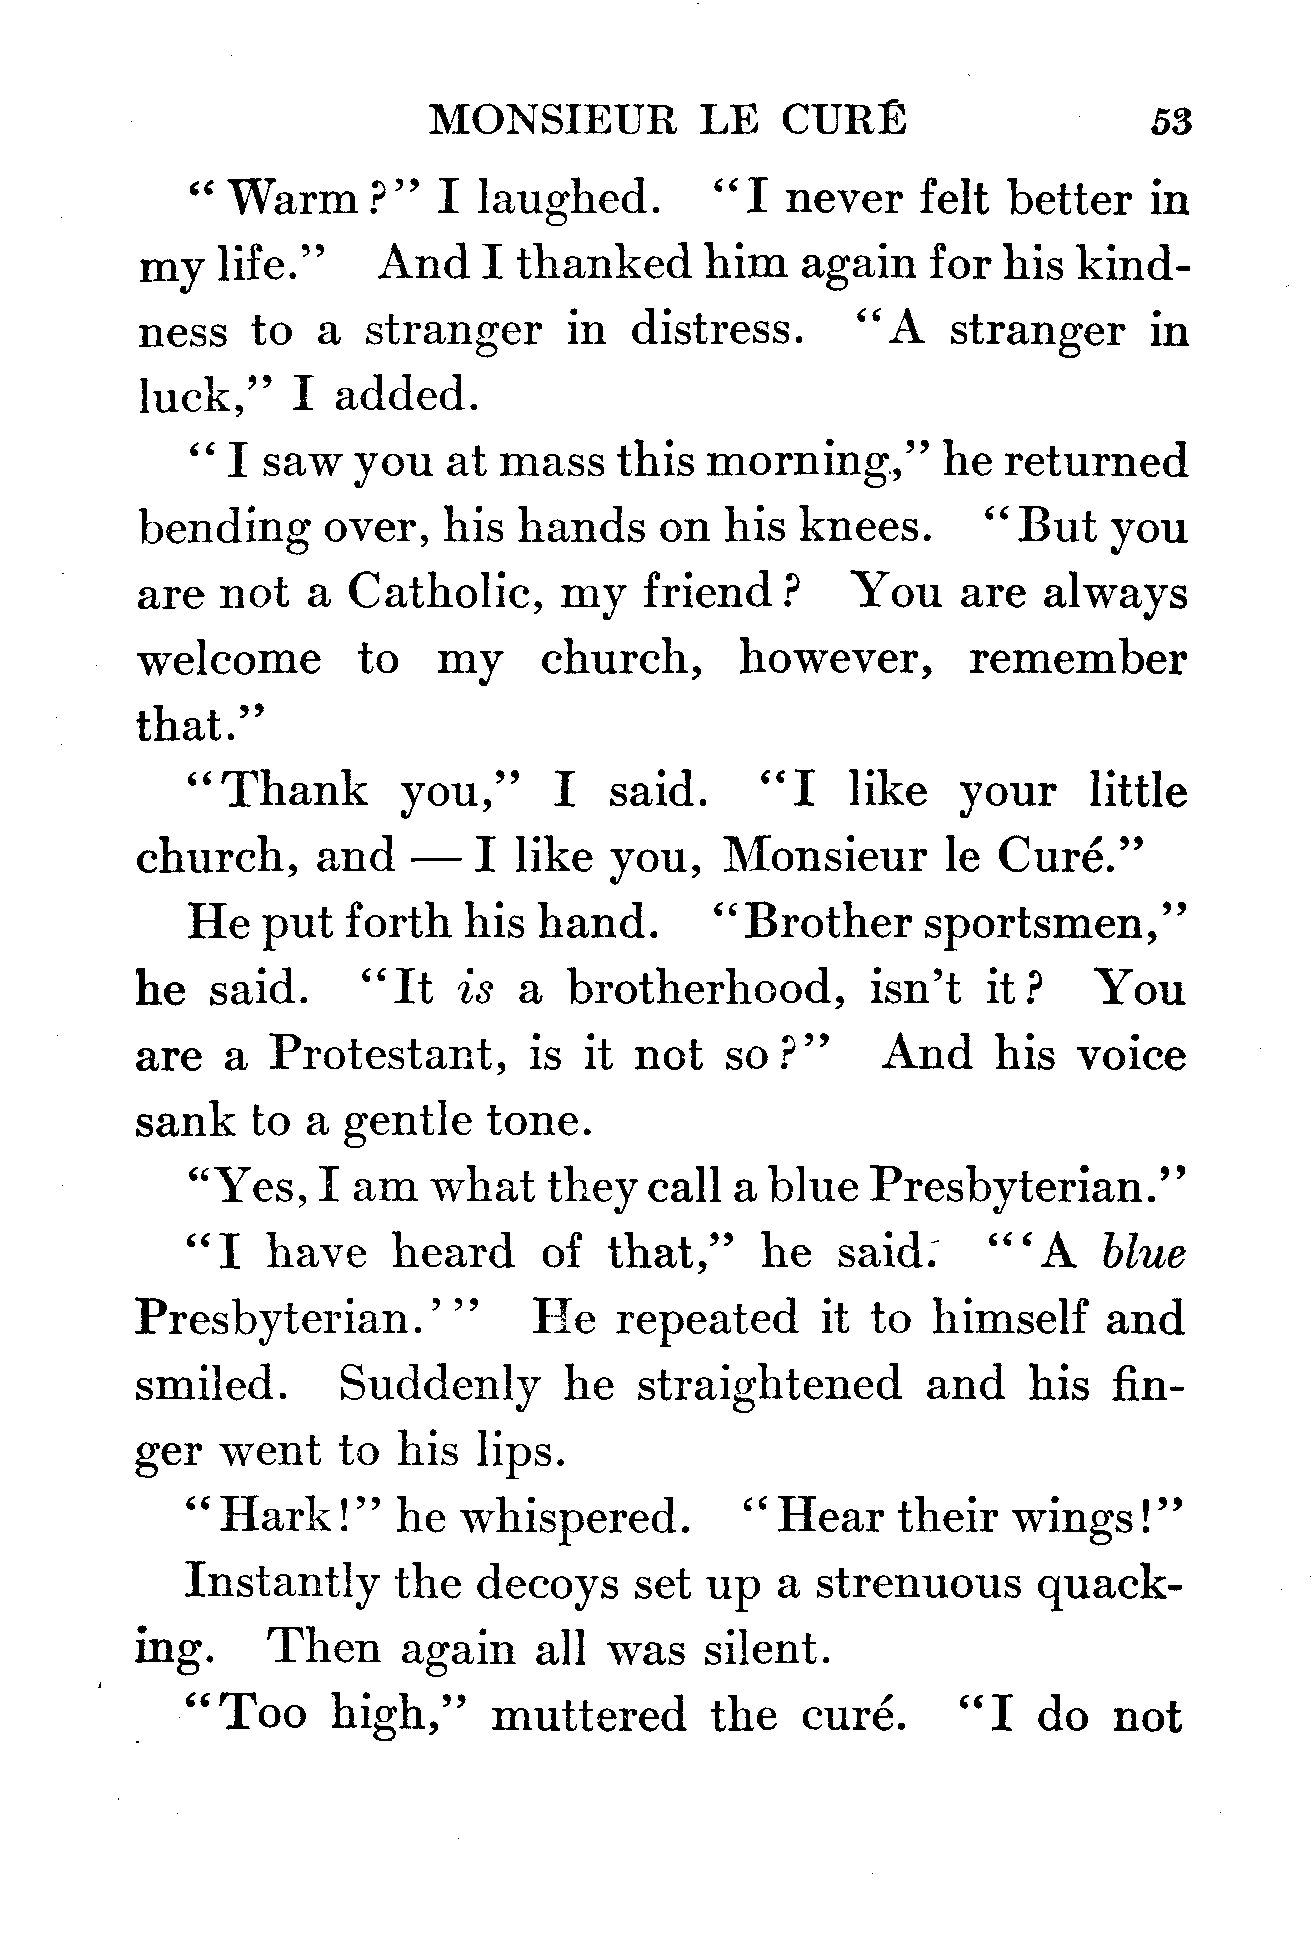 MONSIEUR LE CURÉ 53
“Warm?” I laughed. “I never felt better in
my life.” And I thanked him again for his kind-
ness to a stranger in distress. “A stranger in
luck,” I added.
“I saw you at mass this morning,” he returned
bending over, his hands on his knees. “But you
are not a Catholic, my friend? You are always
welcome to my church, however, remember
that.”
“Thank you,” I said. “I like your little
church, and — I like you, Monsieur le Curé.”
He put forth his hand. “Brother sportsmen,”
he said. “It is a brotherhood, isn’t it? You
are a Protestant, is it not so?” And his voice
sank to a gentle tone.
“Yes, I am what they call a blue Presbyterian.”
“I have heard of that,” he said. “‘A blue
Presbyterian.’” He repeated it to himself and
smiled. Suddenly he straightened and his fin-
ger went to his lips.
“Hark!” he whispered. “Hear their wings!”
Instantly the decoys set up a strenuous quack-
ing. Then again all was silent.
“Too high,” muttered the curé. “I do not